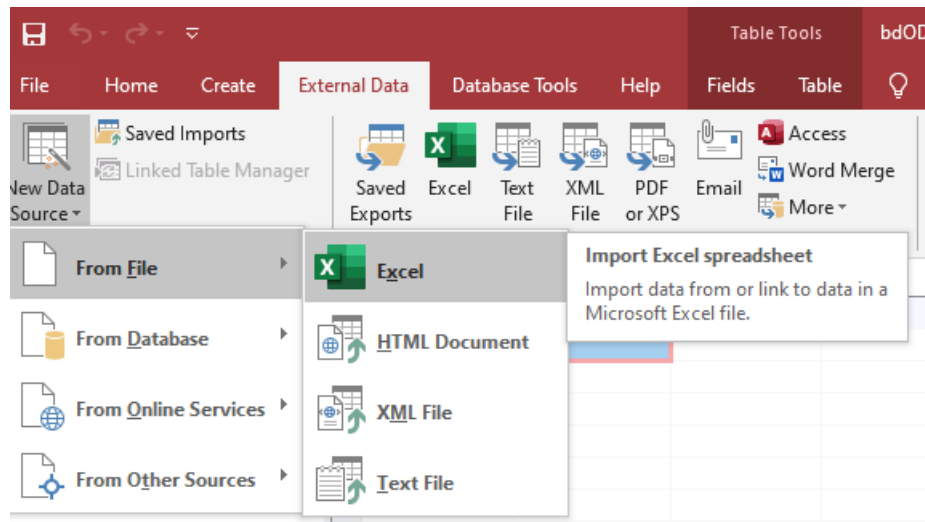 Table Tools
bdOD
File
Home
Create
External Data
Database Tools
Help
Fields
Table
New Data
Source
Saved Imports
Linked Table Manager
Saved
Exports
Excel
Text
File
XML
File
PDF
or XPS
Email
Access
Word Merge
More
From File
From Database
From Online Services
From Other Sources
Excel
HTML Document
XML File
Text File
Import Excel spreadsheet
Import data from or link to data in a
Microsoft Excel file.